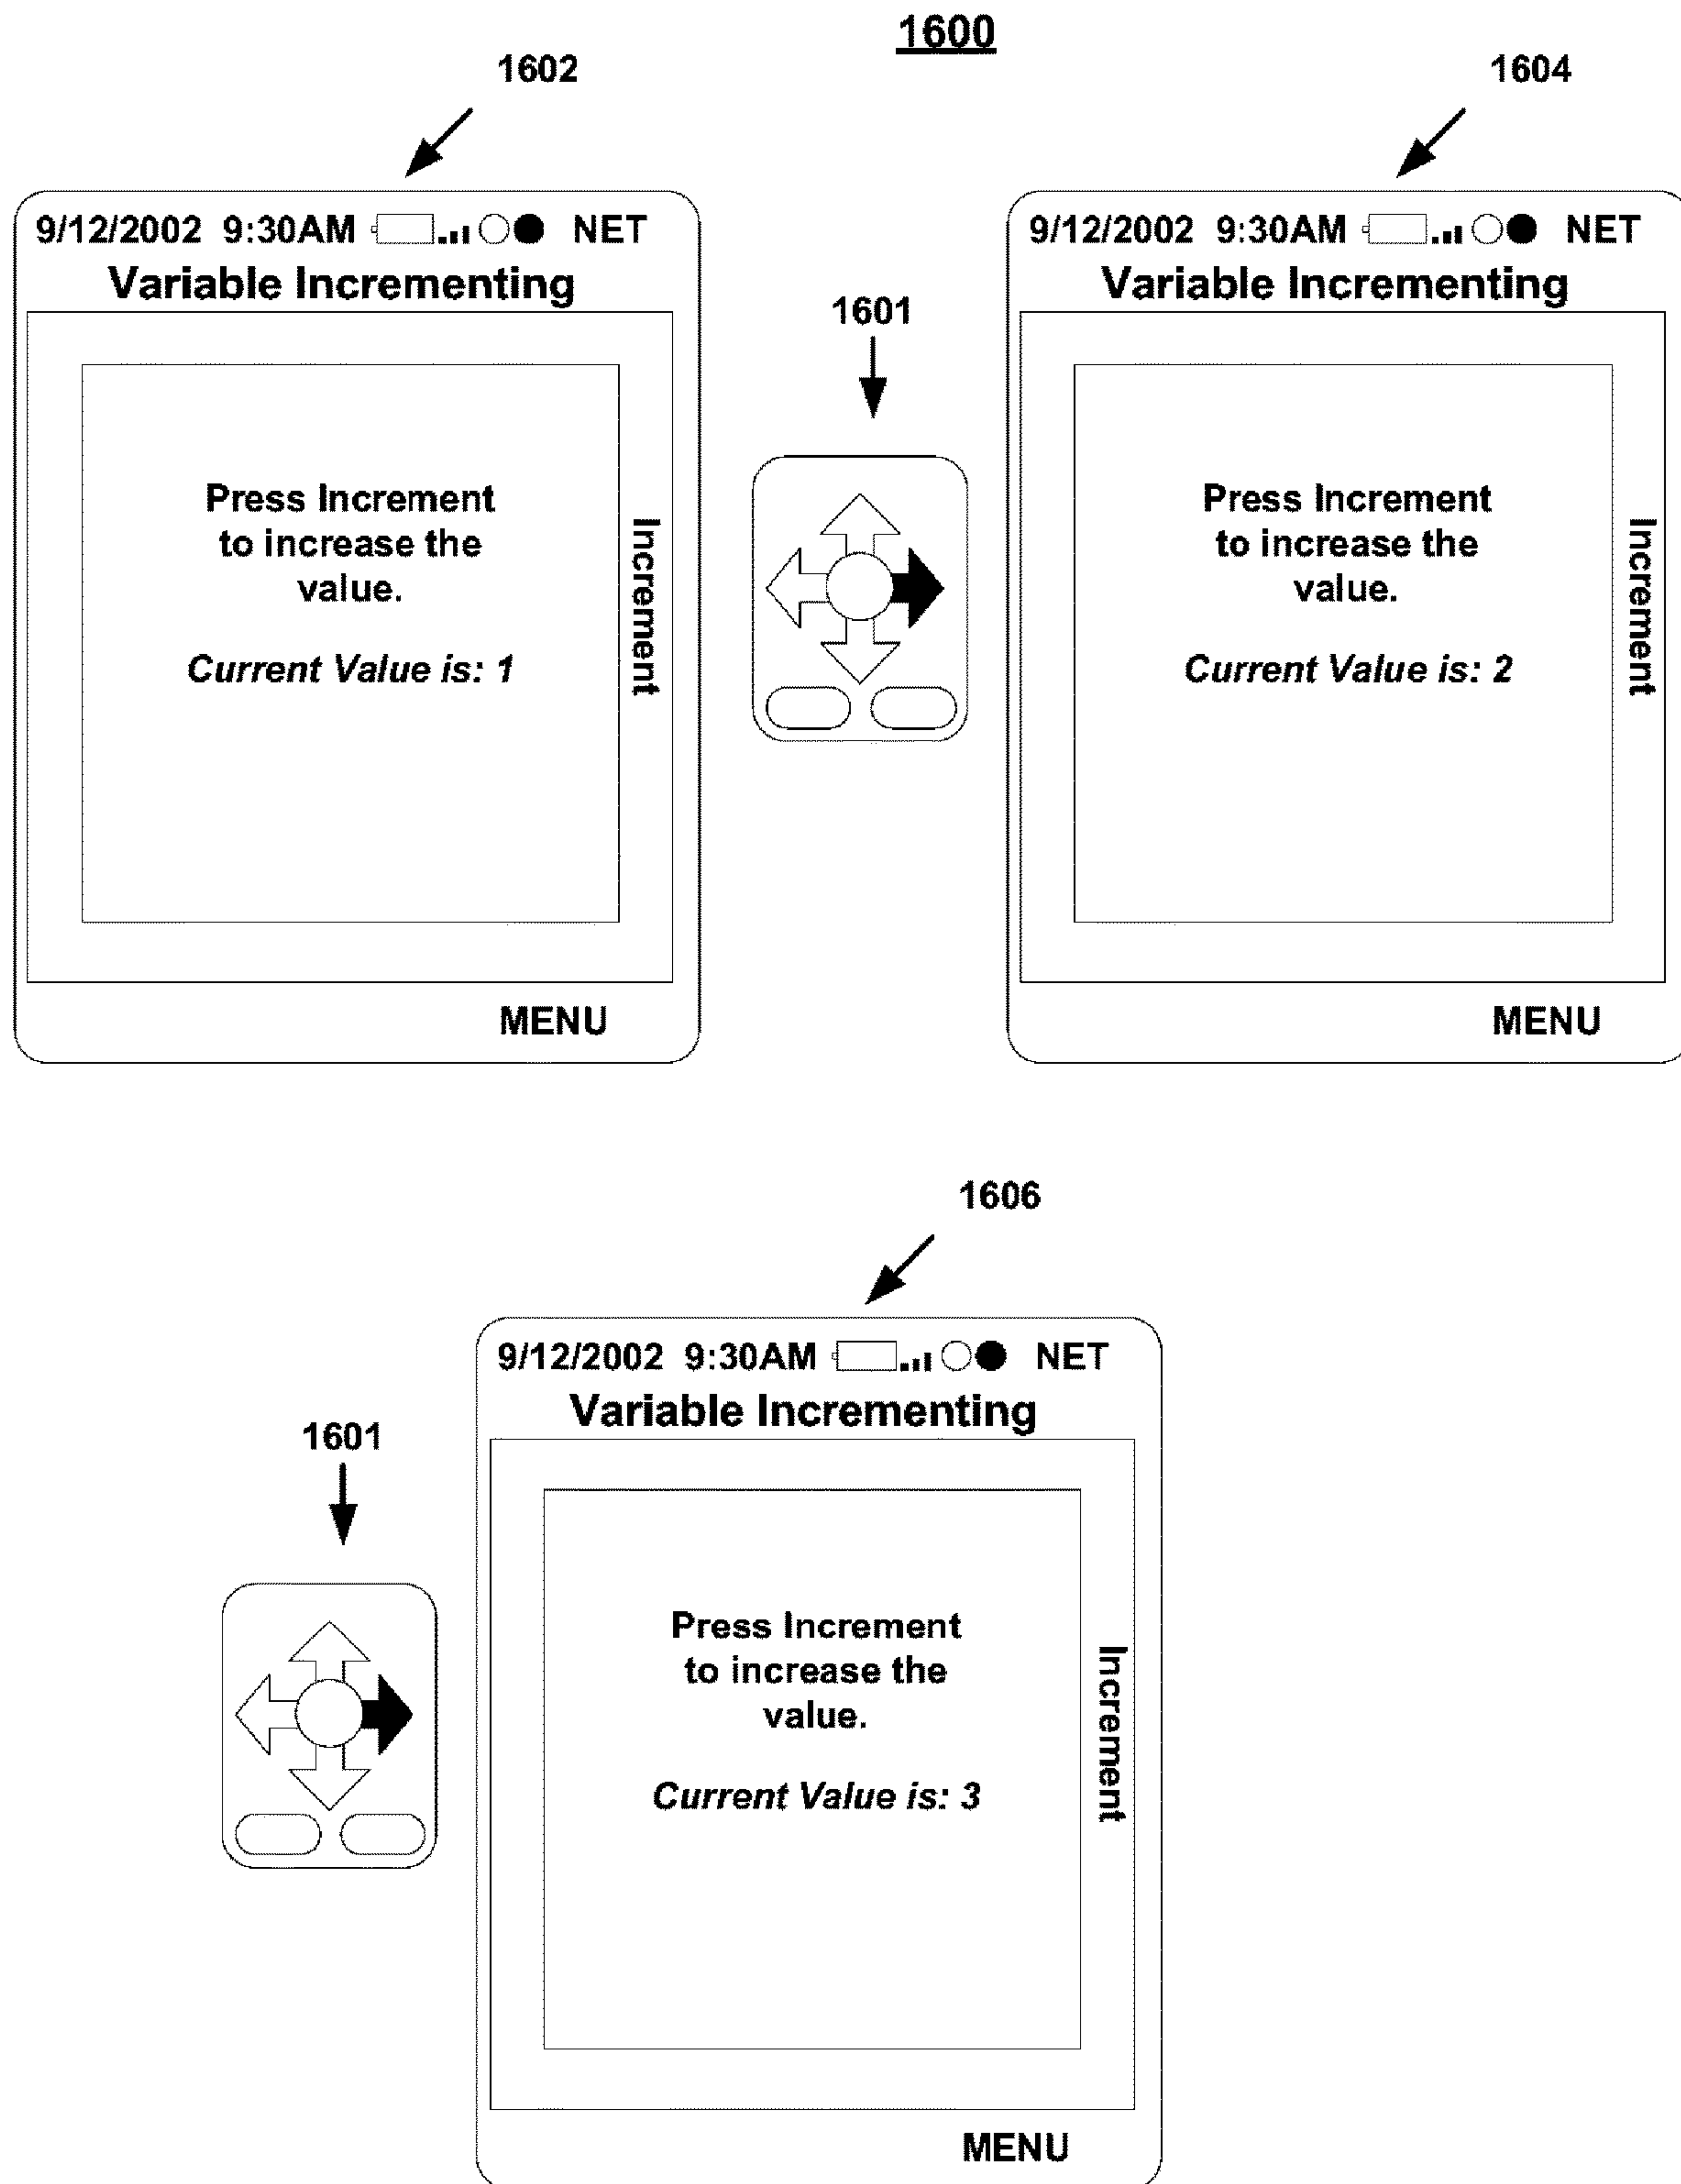 1600
1602
1604
9/12/2002 9:30AM NET
Variable Incrementing
Press Increment
to increase the
value.
Current Value is: 1
Increment
MENU
1601
9/12/2002 9:30AM NET
Variable Incrementing
Press Increment
to increase the
value.
Current Value is: 2
Increment
MENU
1606
1601
9/12/2002 9:30AM NET
Variable Incrementing
Press Increment
to increase the
value.
Current Value is: 3
Increment
MENU